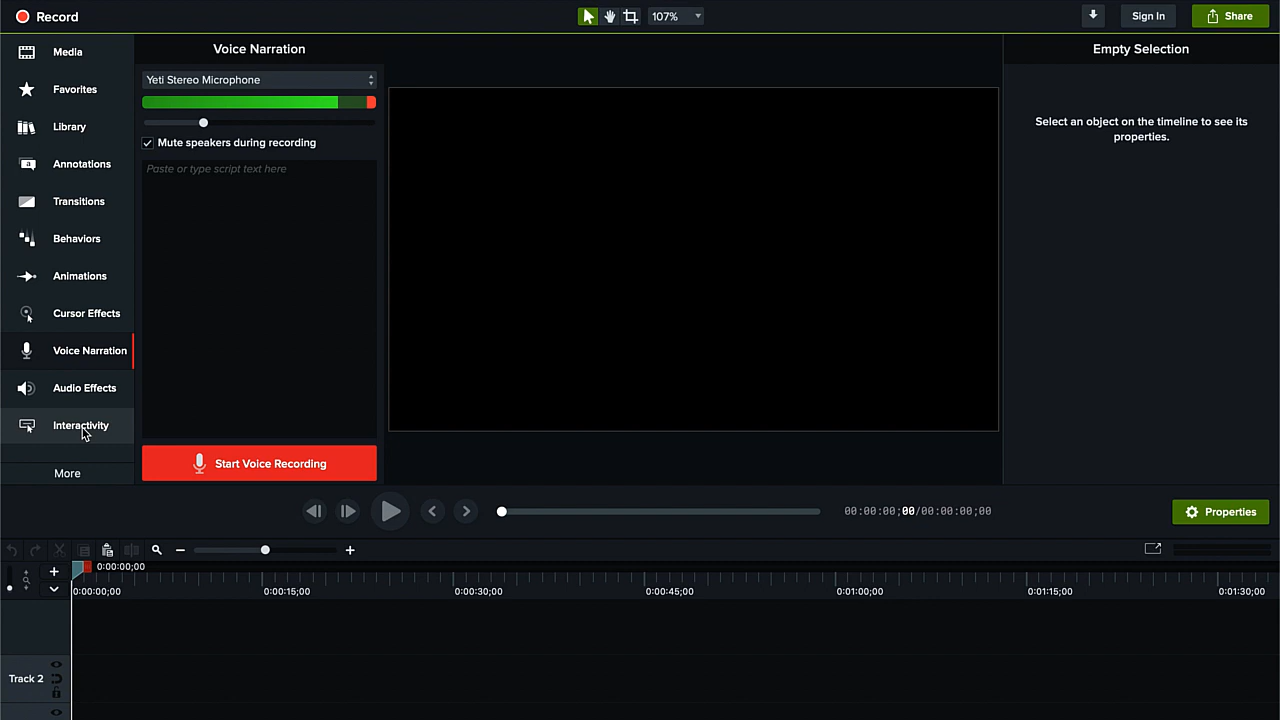 Record
107%
Sign In
Share
Media
Favorites
Library
Annotations
Transitions
Behaviors
Animations
Cursor Effects
Voice Narration
Audio Effects
Interactivity
More
Voice Narration
Yeti Stereo Microphone
Mute speakers during recording
Paste or type script text here
Start Voice Recording
Empty Selection
Select an object on the timeline to see its
properties.
00:00:00;00/00:00:00;00
Properties
0:00:00;00
0:00:00;00 0:00:15;00 0:00:30;00 0:00:45;00 0:01:00;00 0:01:15;00 0:01:30;00
Track 2